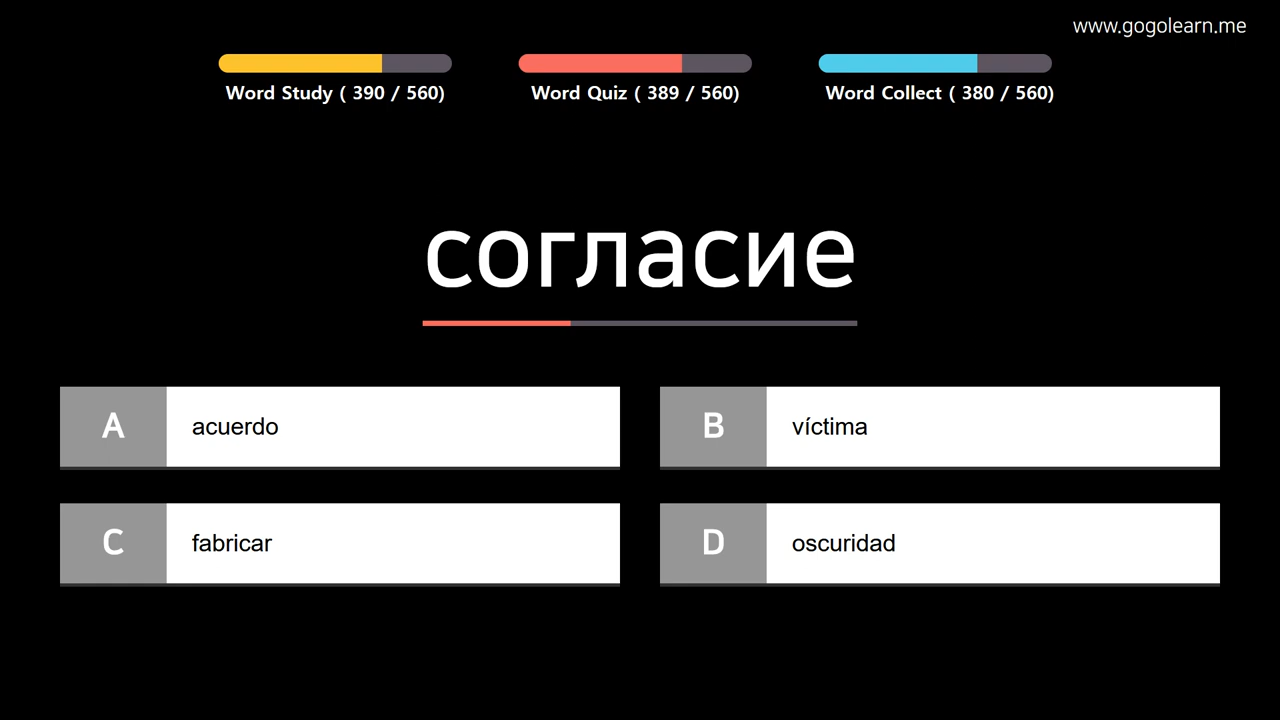 www.gogolearn.me
Word Study ( 390 / 560)
Word Quiz ( 389 / 560)
Word Collect ( 380 / 560)
согласие
A acuerdo
B víctima
C fabricar
D oscuridad